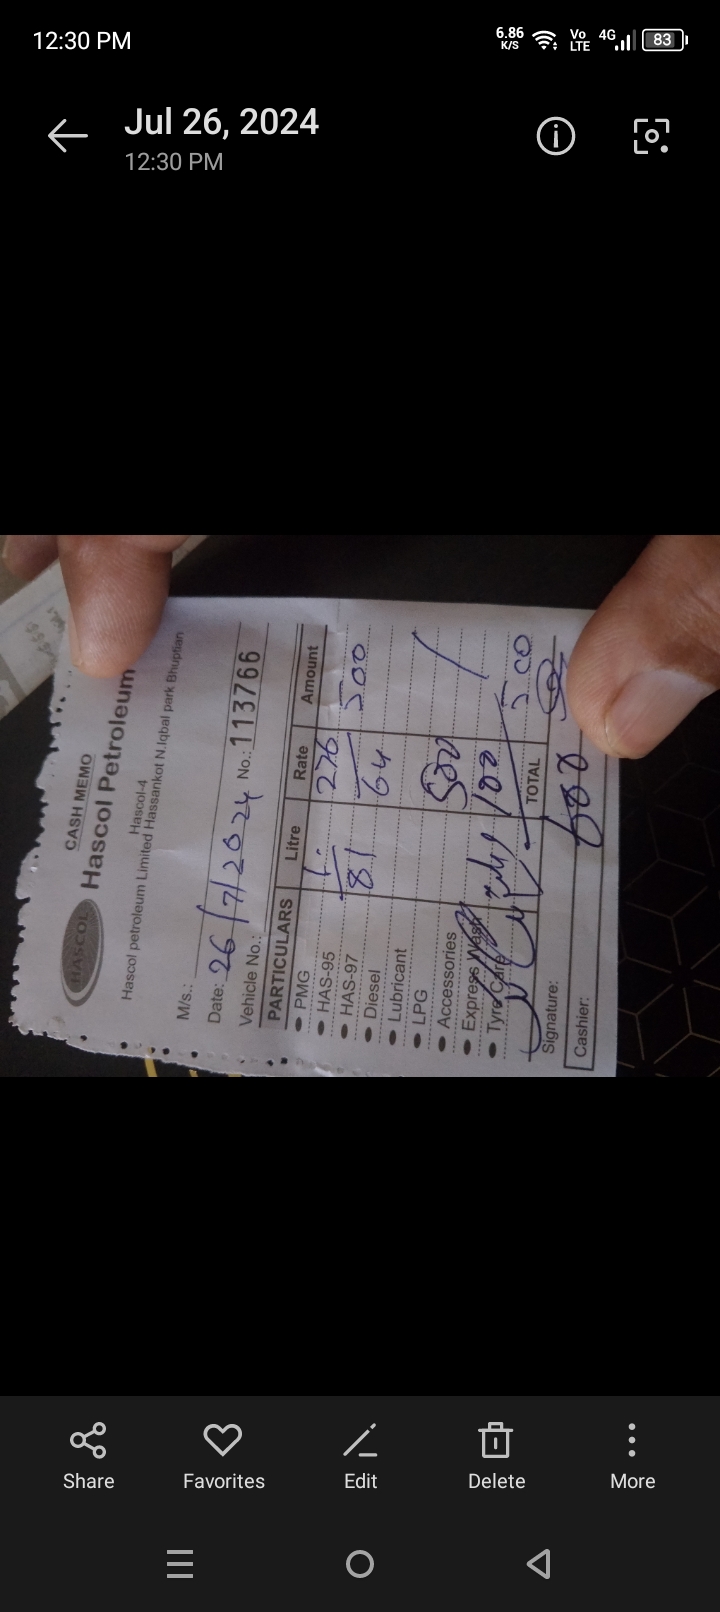 12:30 PM
6.86 K/S Vo LTE 4G 83
Jul 26, 2024
12:30 PM
CASH MEMO
HASCOL Hascol Petroleum
Hascol-4
Hascol petroleum Limited Hassankot N.Iqbal park Bhuptian
M/s.:
Date: 26/7/2024 No.: 113766
Vehicle No.:
PARTICULARS Litre Rate Amount
PMG 1. 276
HAS-95 81 64 500
HAS-97
Diesel
Lubricant
LPG 500
Accessories
Express Wash 100
Tyre Care
TOTAL 500
Signature:
Cashier: 600
Share Favorites Edit Delete More